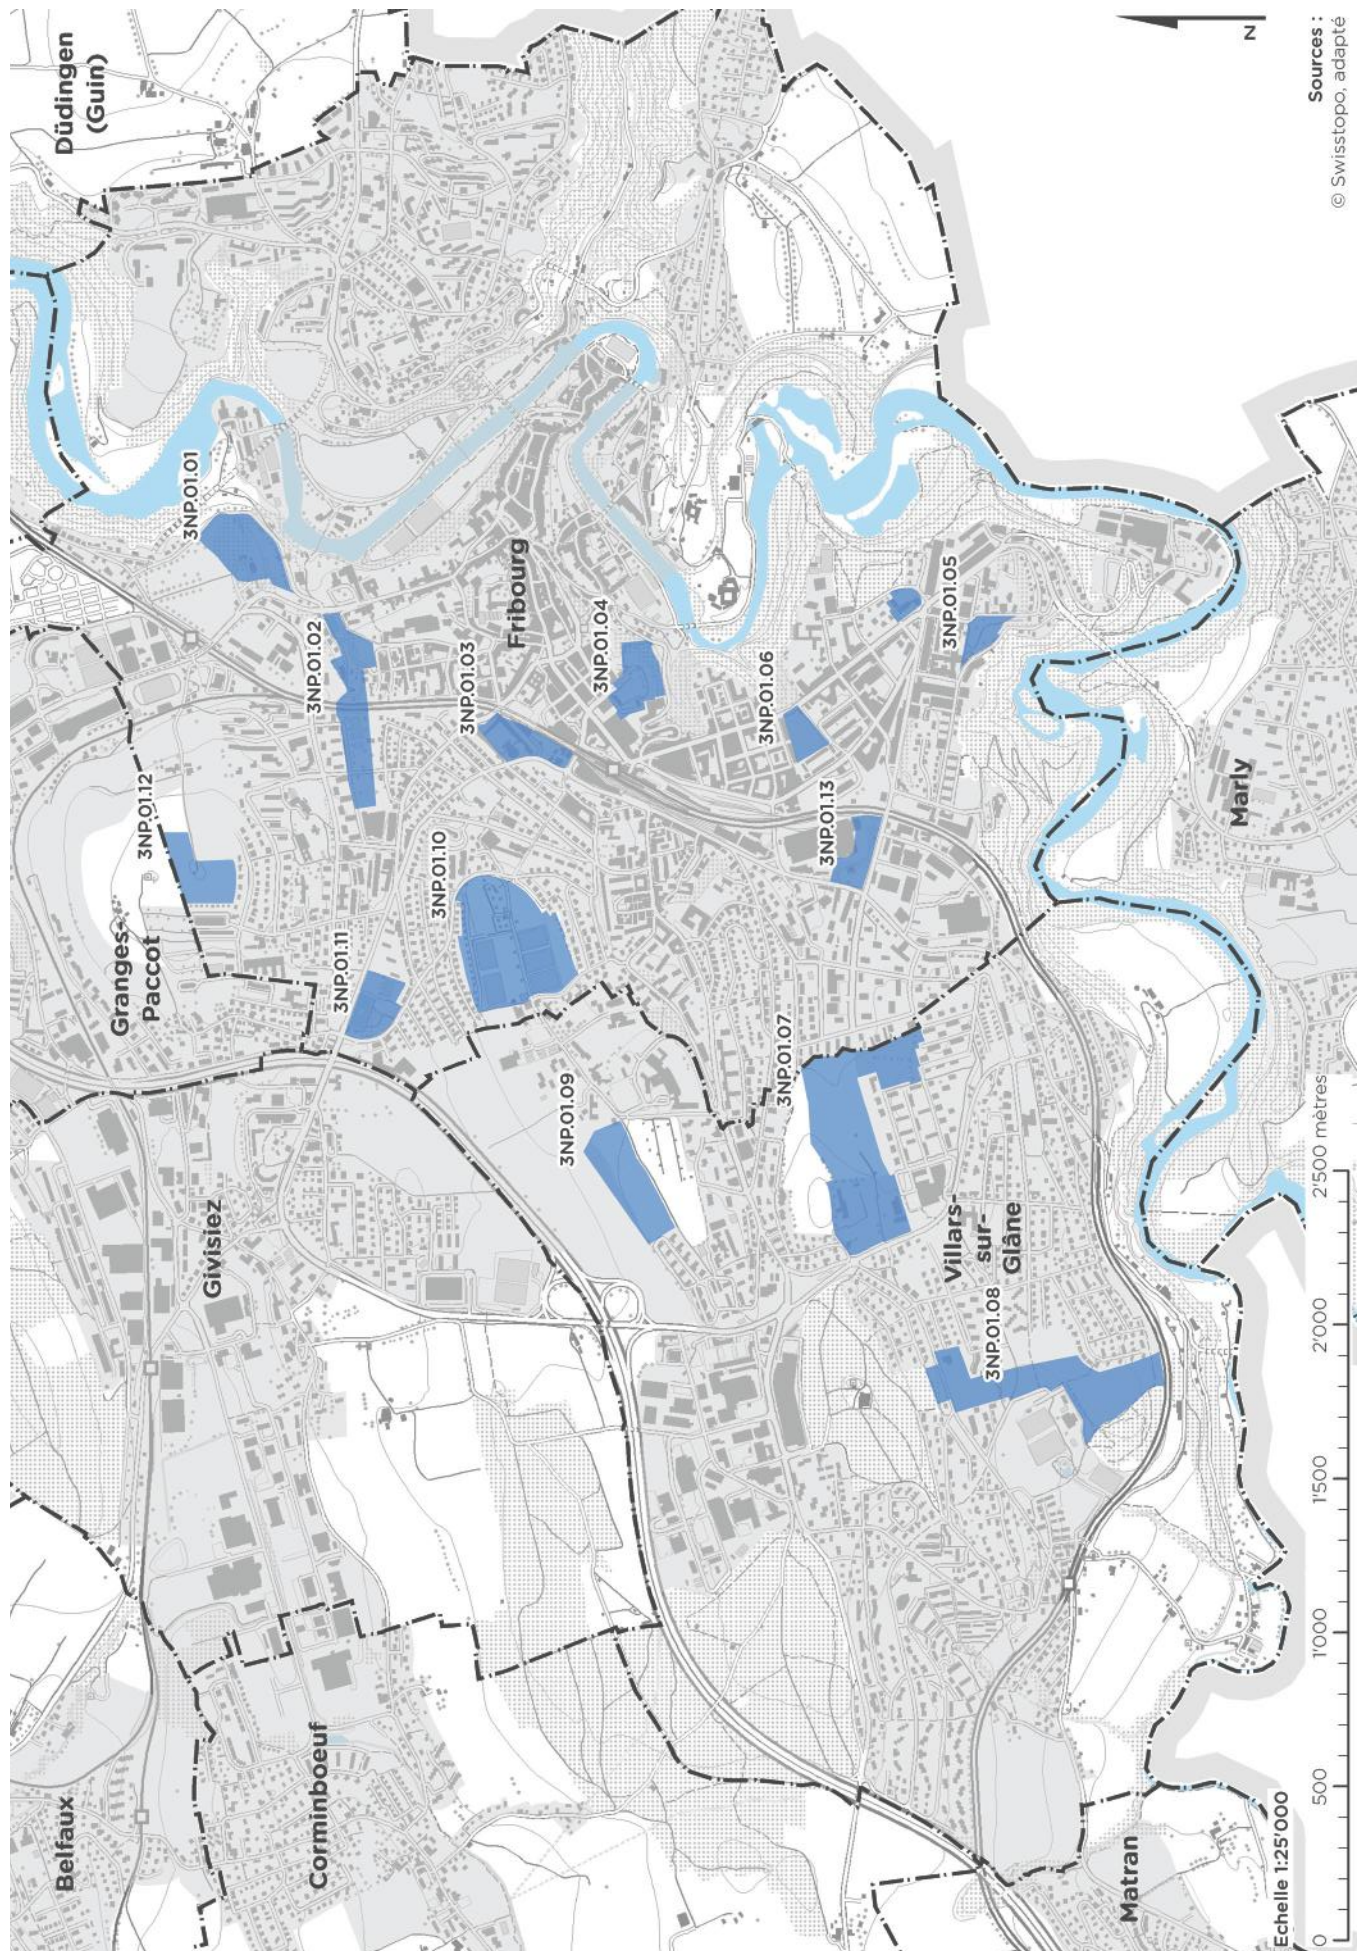 Düdingen
(Guin)
3NP.01.01
3NP.01.02
3NP.01.03
Fribourg
3NP.01.04
3NP.01.05
3NP.01.06
3NP.01.12
3NP.01.13
3NP.01.10
Granges-
Paccot
3NP.01.11
Marly
3NP.01.07
3NP.01.09
Givisiez
Villars-
sur-
Glâne
3NP.01.08
Belfaux
Corminboeuf
Matran
N
Sources :
© Swisstopo, adapté
Echelle 1:25'000
0 500 1'000 1'500 2'000 2'500 mètres